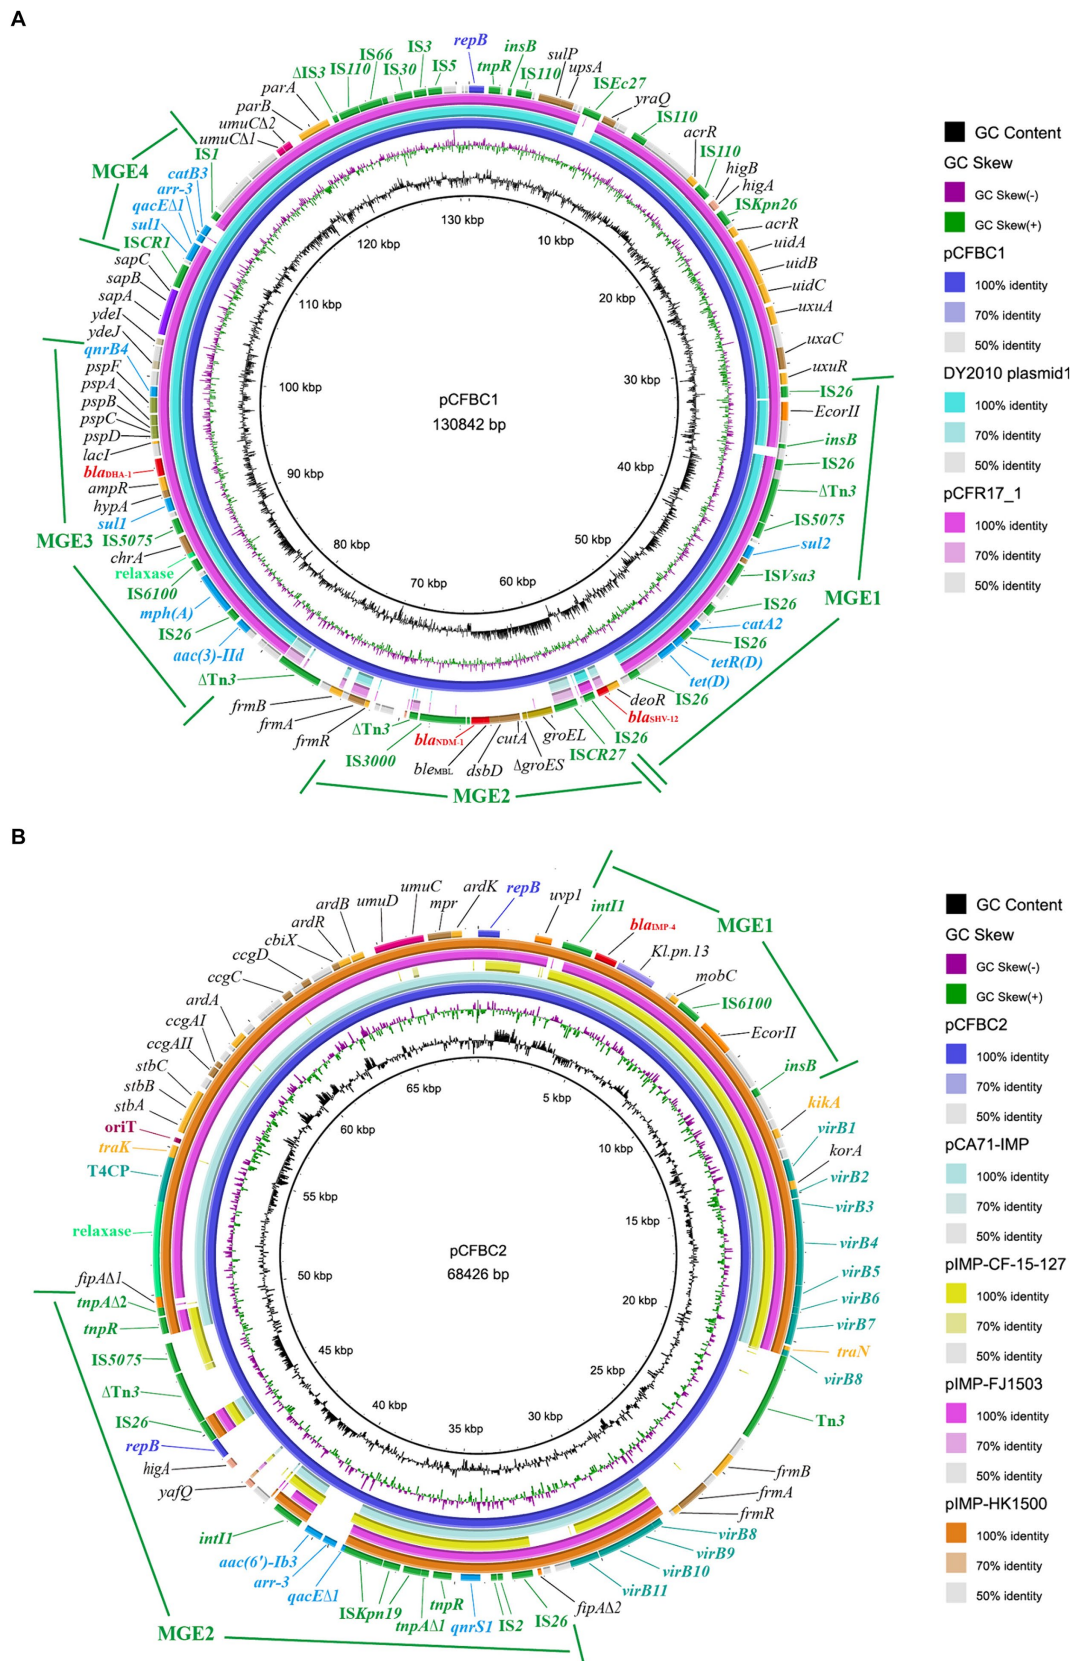 A
repB
insB
IS3
sulP
IS66
tnpR
IS110
upsA
IS30
IS5
IS110
ΔIS3
ISEc27
parA
yraQ
parB
IS110
umuCΔ2
acrR
umuCΔ1
IS110
IS1
higB
MGE4
catB3
higA
arr-3
ISKpn26
qacEΔ1
acrR
sul1
uidA
ISCR1
uidB
sapC
uidC
sapB
uxuA
sapA
ydeI
uxaC
ydeJ
uxuR
qnrB4
IS26
pspF
EcorII
pspA
pspB
insB
pspC
IS26
pspD
ΔTn3
lacI
IS5075
blaDHA-1
ampR
sul2
hypA
ISVsa3
sul1
MGE3
IS5075
IS26
MGE1
chrA
catA2
relaxase
IS26
IS6100
tetR(D)
mph(A)
tet(D)
IS26
IS26
aac(3)-IId
deoR
ΔTn3
blaSHV-12
frmB
IS26
frmA
ISCR27
frmR
groEL
ΔTn3
ΔgroES
IS3000
cutA
blaNDM-1
dsbD
bleMBL
MGE2
130 kbp
10 kbp
20 kbp
30 kbp
40 kbp
50 kbp
60 kbp
70 kbp
80 kbp
90 kbp
100 kbp
110 kbp
120 kbp
pCFBC1
130842 bp
GC Content
GC Skew
GC Skew(-)
GC Skew(+)
pCFBC1
100% identity
70% identity
50% identity
DY2010 plasmid1
100% identity
70% identity
50% identity
pCFR17_1
100% identity
70% identity
50% identity
B
repB
ardK
uvp1
umuC
mpr
intI1
umuD
ardB
blaIMP-4
MGE1
ardR
Kl.pn.13
cbiX
ccgD
mobC
ccgC
IS6100
ardA
EcorII
ccgAI
ccgAII
insB
stbC
kikA
stbB
virB1
stbA
korA
oriT
virB2
traK
virB3
T4CP
virB4
relaxase
virB5
virB6
fipAΔ1
virB7
tnpAΔ2
traN
tnpR
virB8
IS5075
Tn3
ΔTn3
IS26
frmB
repB
frmA
higA
frmR
yafQ
virB8
intI1
virB9
aac(6')-Ib3
virB10
arr-3
virB11
qacEΔ1
fipAΔ2
ISKpn19
IS26
tnpAΔ1
IS2
tnpR
qnrS1
MGE2
5 kbp
10 kbp
15 kbp
20 kbp
25 kbp
30 kbp
35 kbp
40 kbp
45 kbp
50 kbp
55 kbp
60 kbp
65 kbp
pCFBC2
68426 bp
GC Content
GC Skew
GC Skew(-)
GC Skew(+)
pCFBC2
100% identity
70% identity
50% identity
pCA71-IMP
100% identity
70% identity
50% identity
pIMP-CF-15-127
100% identity
70% identity
50% identity
pIMP-FJ1503
100% identity
70% identity
50% identity
pIMP-HK1500
100% identity
70% identity
50% identity